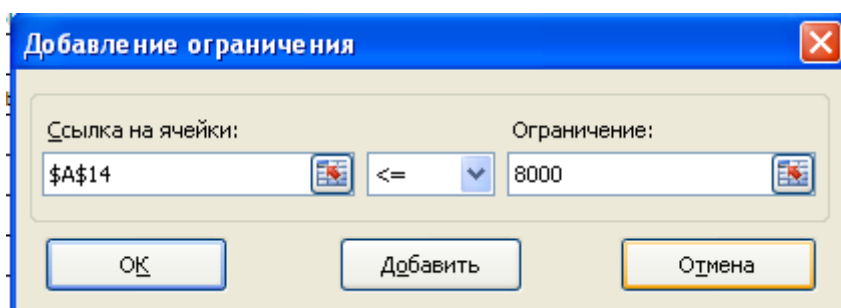 Добавление ограничения
Ссылка на ячейки: Ограничение:
$A$14 <= 8000
ОК Добавить Отмена